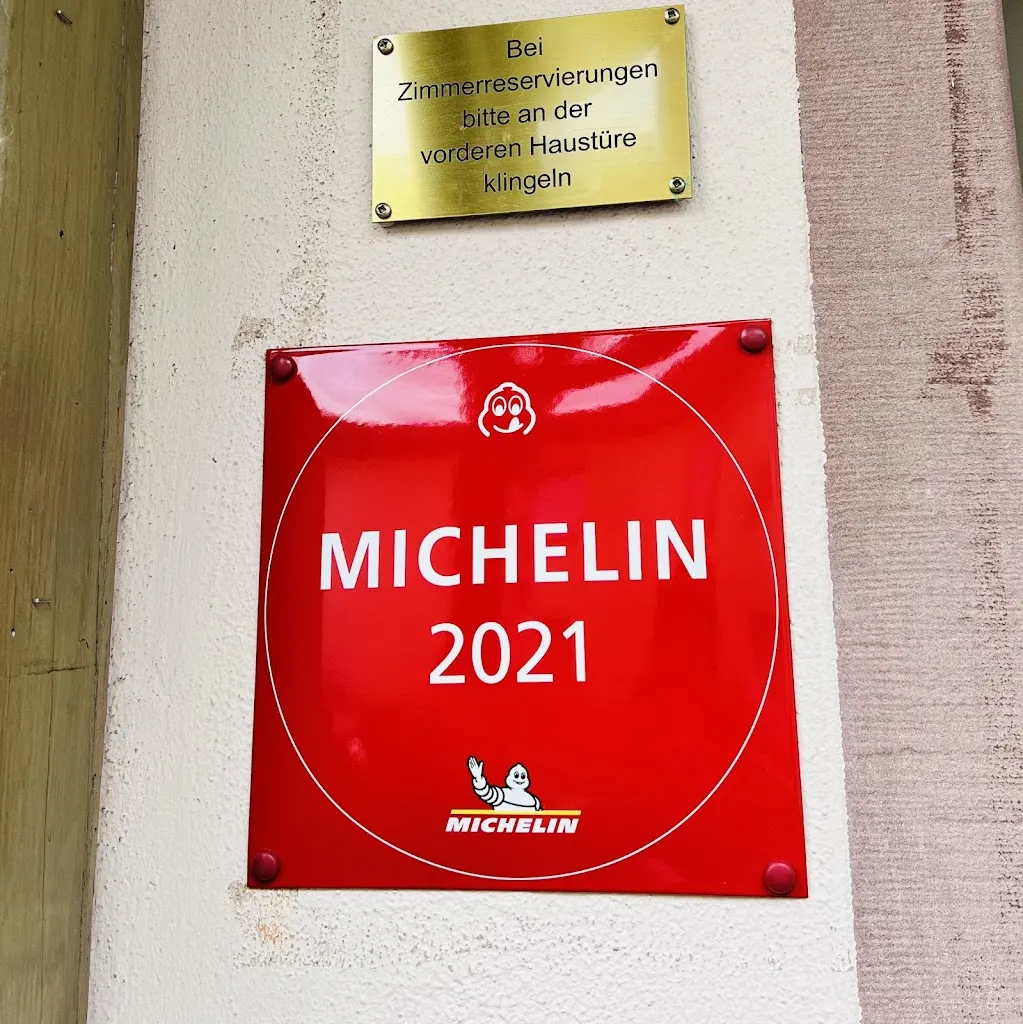 Bei
Zimmerreservierungen
bitte an der
vorderen Haustüre
klingeln
MICHELIN
2021
MICHELIN